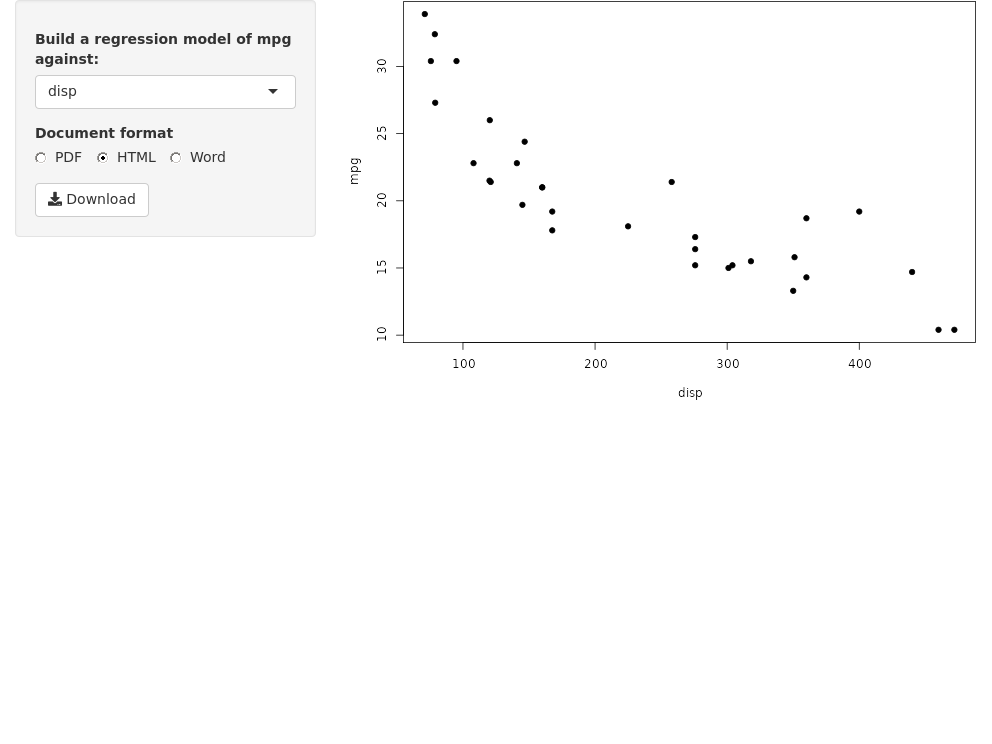 Build a regression model of mpg
against:
disp
Document format
PDF HTML Word
Download
mpg
30
25
20
15
10
100 200 300 400
disp